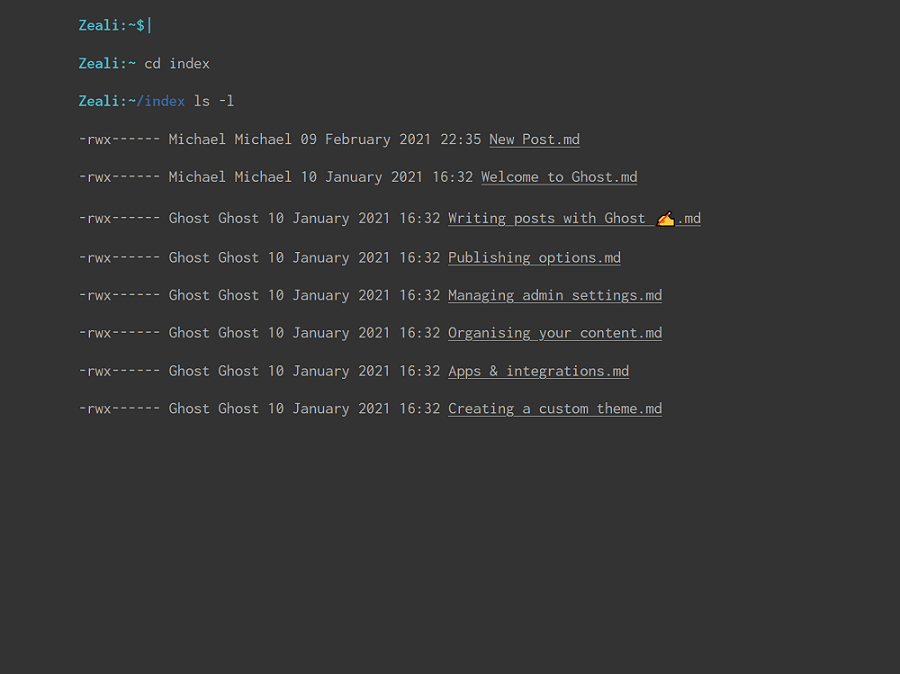 Zeali:~$|
Zeali:~ cd index
Zeali:~/index ls -l
-rwx------ Michael Michael 09 February 2021 22:35 New Post.md
-rwx------ Michael Michael 10 January 2021 16:32 Welcome to Ghost.md
-rwx------ Ghost Ghost 10 January 2021 16:32 Writing posts with Ghost ✍️.md
-rwx------ Ghost Ghost 10 January 2021 16:32 Publishing options.md
-rwx------ Ghost Ghost 10 January 2021 16:32 Managing admin settings.md
-rwx------ Ghost Ghost 10 January 2021 16:32 Organising your content.md
-rwx------ Ghost Ghost 10 January 2021 16:32 Apps & integrations.md
-rwx------ Ghost Ghost 10 January 2021 16:32 Creating a custom theme.md